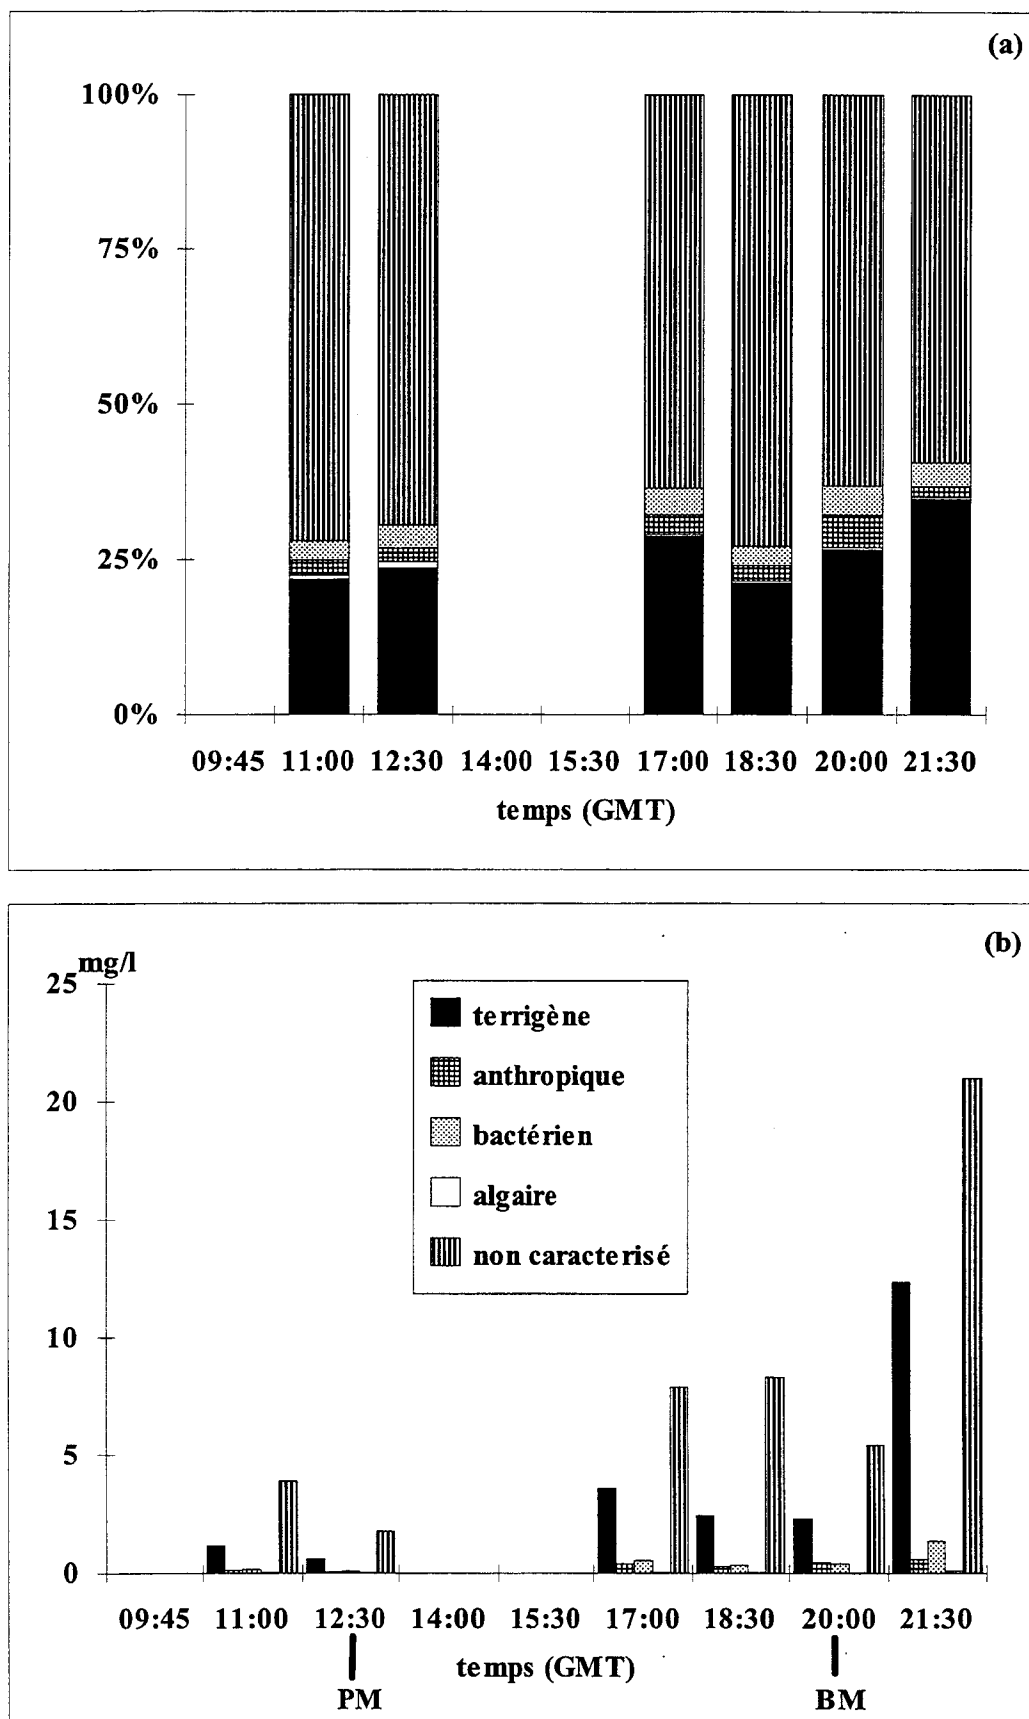 (a)
100%
75%
50%
25%
0%
09:45 11:00 12:30 14:00 15:30 17:00 18:30 20:00 21:30
temps (GMT)
(b)
mg/l
25
20
15
10
5
0
terrigène
anthropique
bactérien
algaire
non caracterisé
09:45 11:00 12:30 14:00 15:30 17:00 18:30 20:00 21:30
temps (GMT)
PM BM